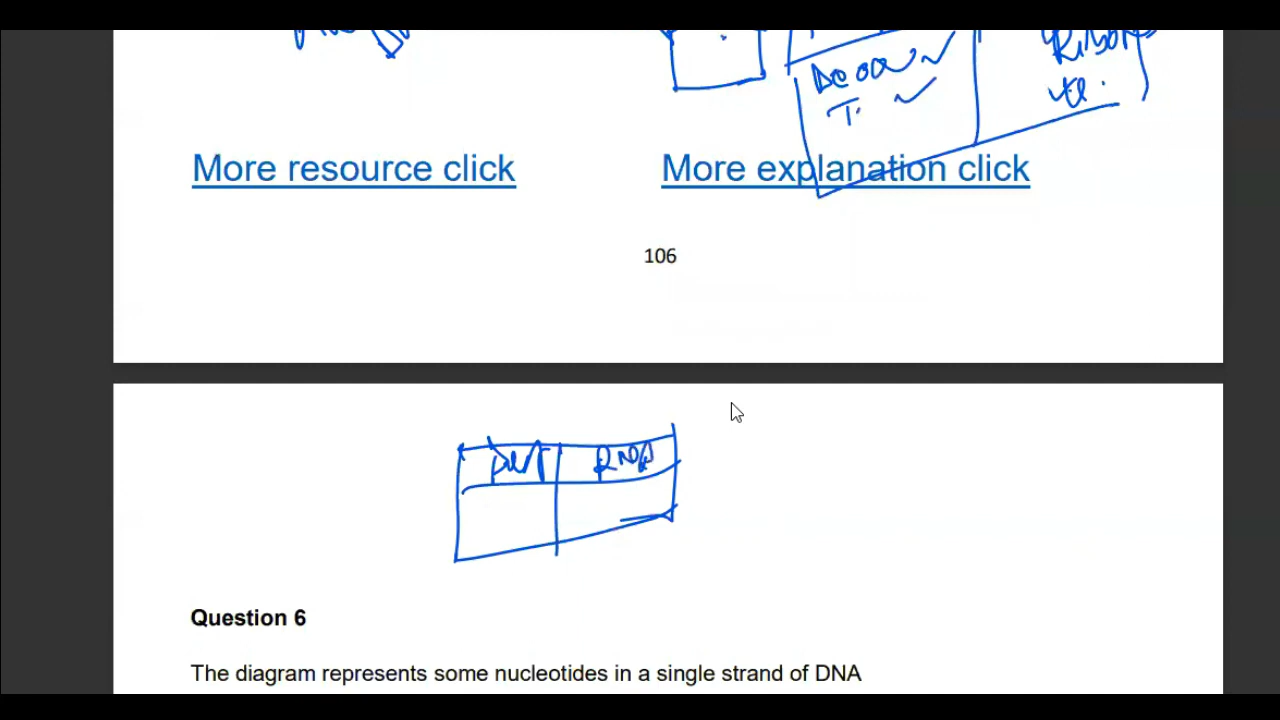 T.
More resource click More explanation click
106
RNA
Question 6
The diagram represents some nucleotides in a single strand of DNA